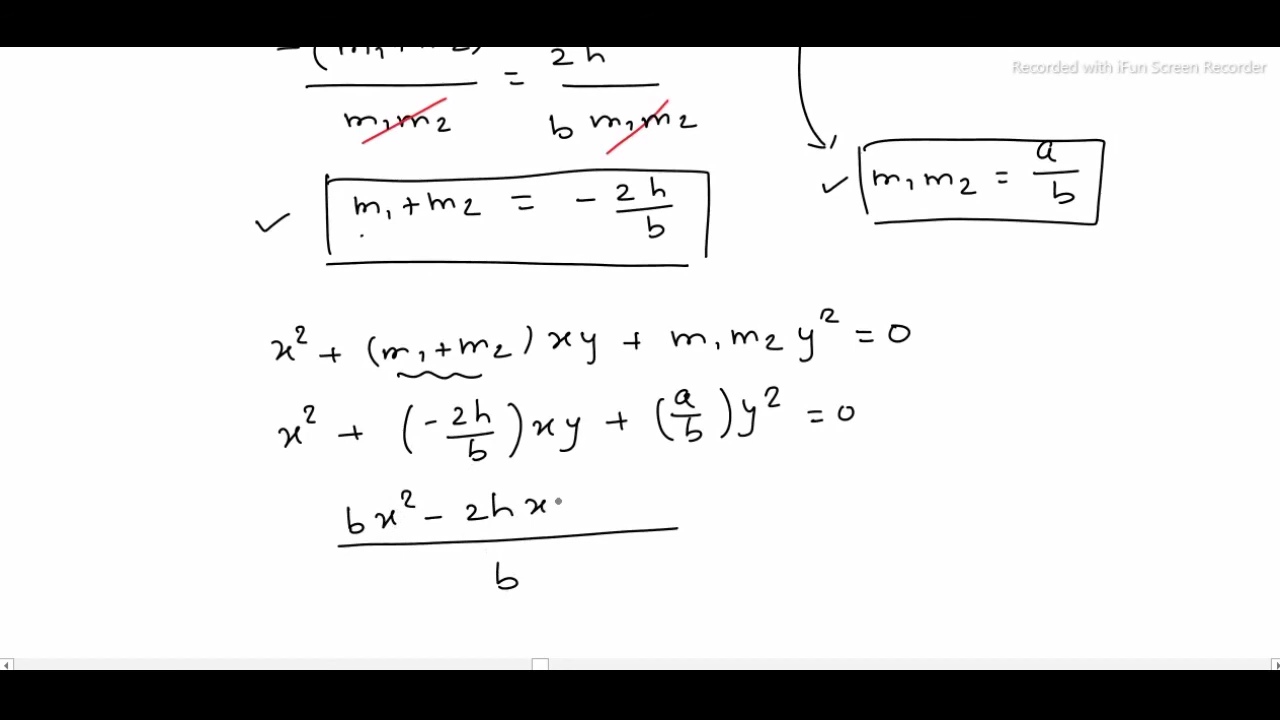 Recorded with iFun Screen Recorder
= 2h
m₁m₂ b m₁m₂
m₁m₂ = a/b
m₁ + m₂ = - 2h/b
x² + (m₁+m₂) xy + m₁m₂ y² = 0
x² + (-2h/b) xy + (a/b) y² = 0
bx² - 2hx
b